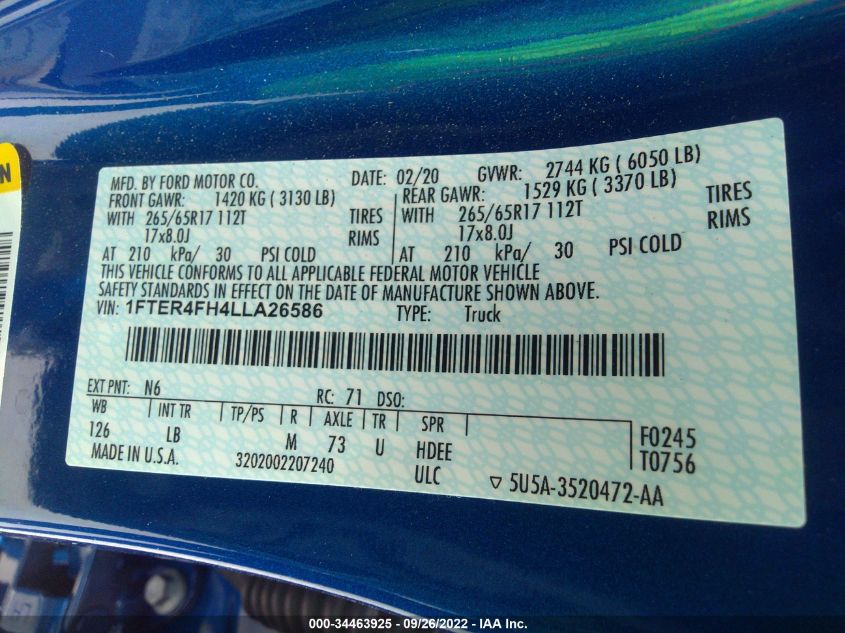 N
MFD. BY FORD MOTOR CO. DATE: 02/20 GVWR: 2744 KG ( 6050 LB)
FRONT GAWR: 1420 KG ( 3130 LB) REAR GAWR: 1529 KG ( 3370 LB)
WITH 265/65R17 112T TIRES WITH 265/65R17 112T TIRES
17x8.0J RIMS 17x8.0J RIMS
AT 210 kPa/ 30 PSI COLD AT 210 kPa/ 30 PSI COLD
THIS VEHICLE CONFORMS TO ALL APPLICABLE FEDERAL MOTOR VEHICLE
SAFETY STANDARDS IN EFFECT ON THE DATE OF MANUFACTURE SHOWN ABOVE.
VIN: 1FTER4FH4LLA26586 TYPE: Truck
EXT PNT: N6 RC: 71 DSO:
WB INT TR TP/PS R AXLE TR SPR
126 LB M 73 U HDEE F0245
MADE IN U.S.A. 3202002207240 ULC T0756
▽ 5U5A-3520472-AA
000-34463925 - 09/26/2022 - IAA Inc.